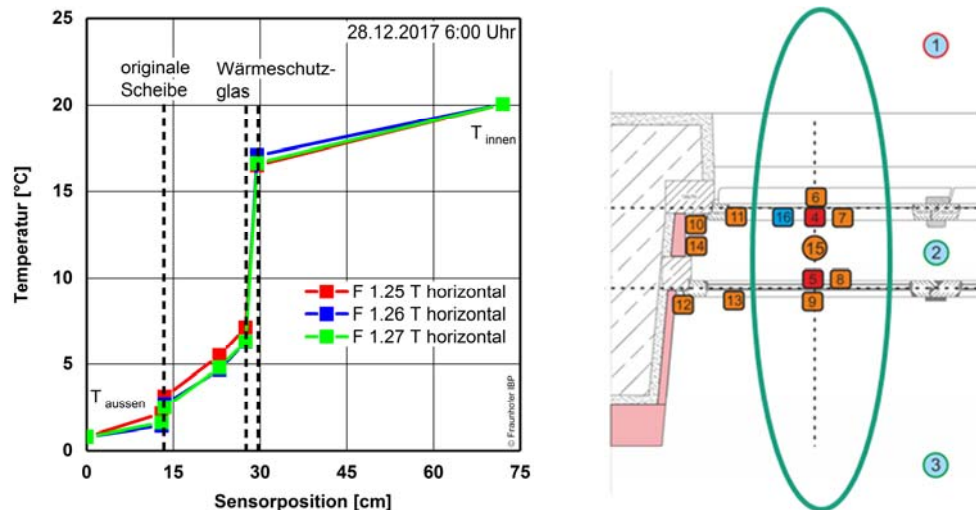 28.12.2017 6:00 Uhr
originale
Scheibe
Wärmeschutz-
glas
T innen
T aussen
F 1.25 T horizontal
F 1.26 T horizontal
F 1.27 T horizontal
© Fraunhofer IBP
Temperatur [°C]
25
20
15
10
5
0
0 15 30 45 60 75
Sensorposition [cm]
1
6
11 16 4 7
10
14 15 2
5 8
12 13 9
3